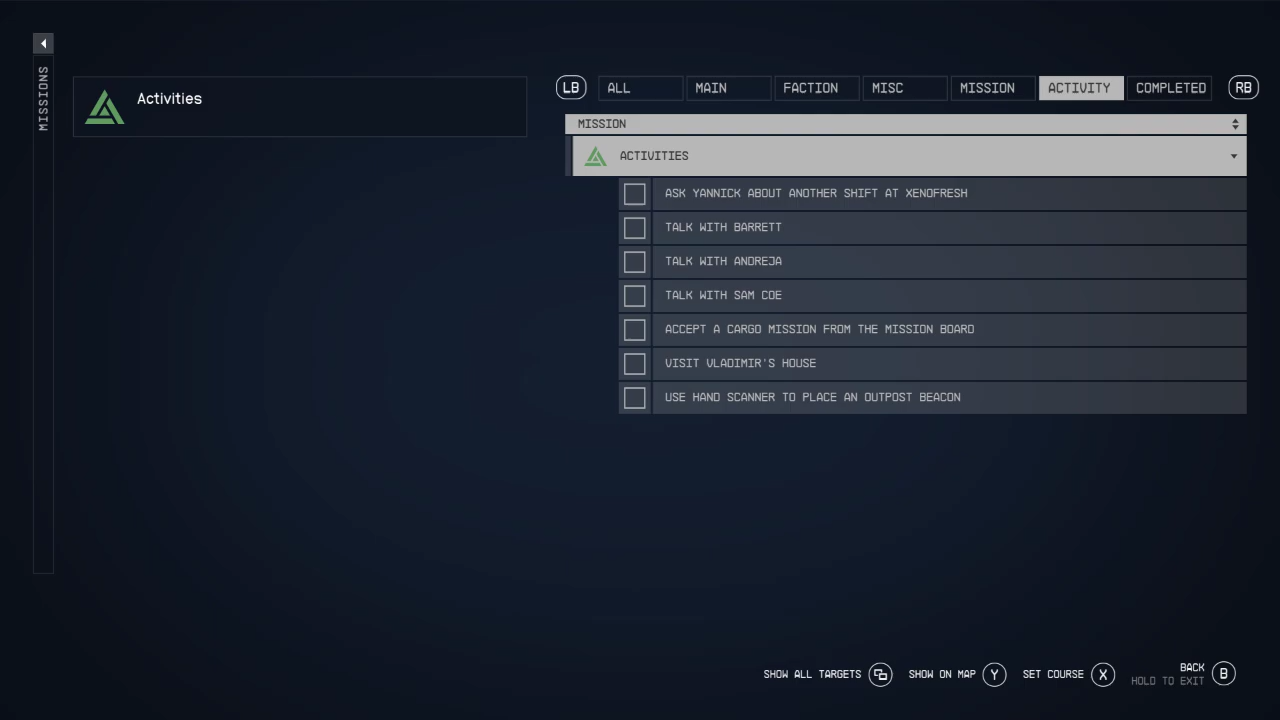 MISSIONS
Activities
LB ALL MAIN FACTION MISC MISSION ACTIVITY COMPLETED RB
MISSION
ACTIVITIES
ASK YANNICK ABOUT ANOTHER SHIFT AT XENOFRESH
TALK WITH BARRETT
TALK WITH ANDREJA
TALK WITH SAM COE
ACCEPT A CARGO MISSION FROM THE MISSION BOARD
VISIT VLADIMIR'S HOUSE
USE HAND SCANNER TO PLACE AN OUTPOST BEACON
SHOW ALL TARGETS SHOW ON MAP Y SET COURSE X BACK B
HOLD TO EXIT